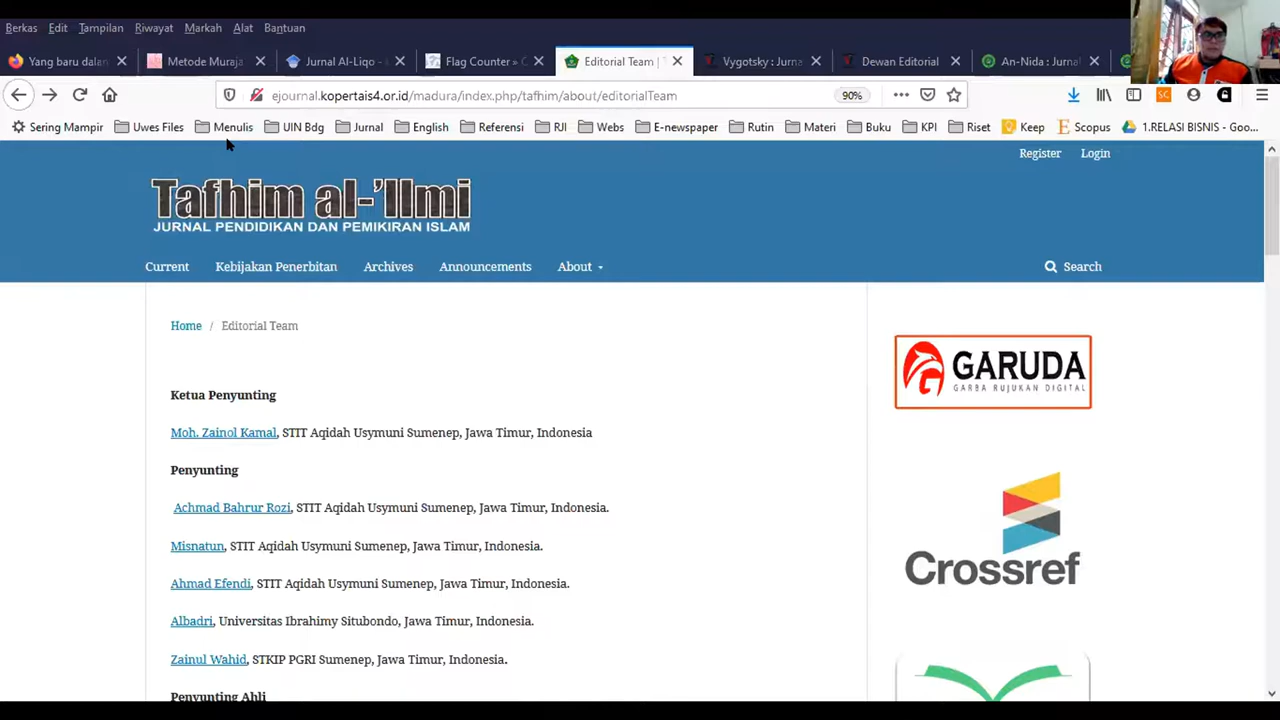 Berkas Edit Tampilan Riwayat Markah Alat Bantuan
Yang baru dalan Metode Muraja Jurnal Al-Liqo - Flag Counter » Editorial Team | Vygotsky : Jurna Dewan Editorial An-Nida : Jurnal
ejournal.kopertais4.or.id/madura/index.php/tafhim/about/editorialTeam 90%
Sering Mampir Uwes Files Menulis UIN Bdg Jurnal English Referensi RJI Webs E-newspaper Rutin Materi Buku KPI Riset Keep Scopus 1.RELASI BISNIS - Goo...
Register Login
Tafhim al-'Ilmi
JURNAL PENDIDIKAN DAN PEMIKIRAN ISLAM
Current Kebijakan Penerbitan Archives Announcements About Search
Home / Editorial Team
Ketua Penyunting
Moh. Zainol Kamal, STIT Aqidah Usymuni Sumenep, Jawa Timur, Indonesia
Penyunting
Achmad Bahrur Rozi, STIT Aqidah Usymuni Sumenep, Jawa Timur, Indonesia.
Misnatun, STIT Aqidah Usymuni Sumenep, Jawa Timur, Indonesia.
Ahmad Efendi, STIT Aqidah Usymuni Sumenep, Jawa Timur, Indonesia.
Albadri, Universitas Ibrahimy Situbondo, Jawa Timur, Indonesia.
Zainul Wahid, STKIP PGRI Sumenep, Jawa Timur, Indonesia.
Penyunting Ahli
GARUDA
GARBA RUJUKAN DIGITAL
Crossref